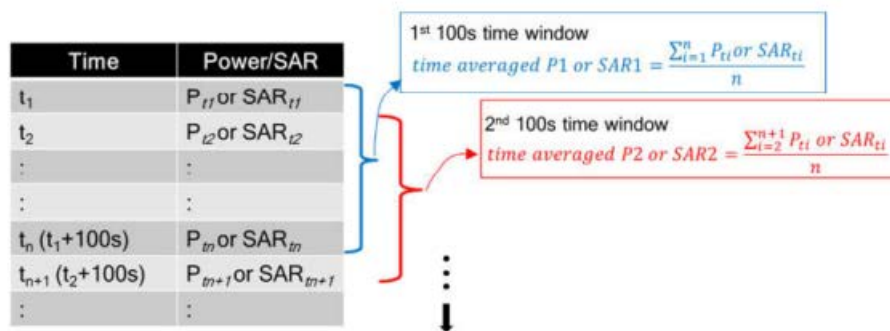 Time Power/SAR
t₁ Pₜ₁ or SARₜ₁
t₂ Pₜ₂ or SARₜ₂
: :
: :
tₙ (t₁+100s) Pₜₙ or SARₜₙ
tₙ₊₁ (t₂+100s) Pₜₙ₊₁ or SARₜₙ₊₁
: :
1ˢᵗ 100s time window
time averaged P1 or SAR1 = ∑ⁿᵢ₌₁ Pₜᵢ or SARₜᵢ / n
2ⁿᵈ 100s time window
time averaged P2 or SAR2 = ∑ⁿ⁺¹ᵢ₌₂ Pₜᵢ or SARₜᵢ / n